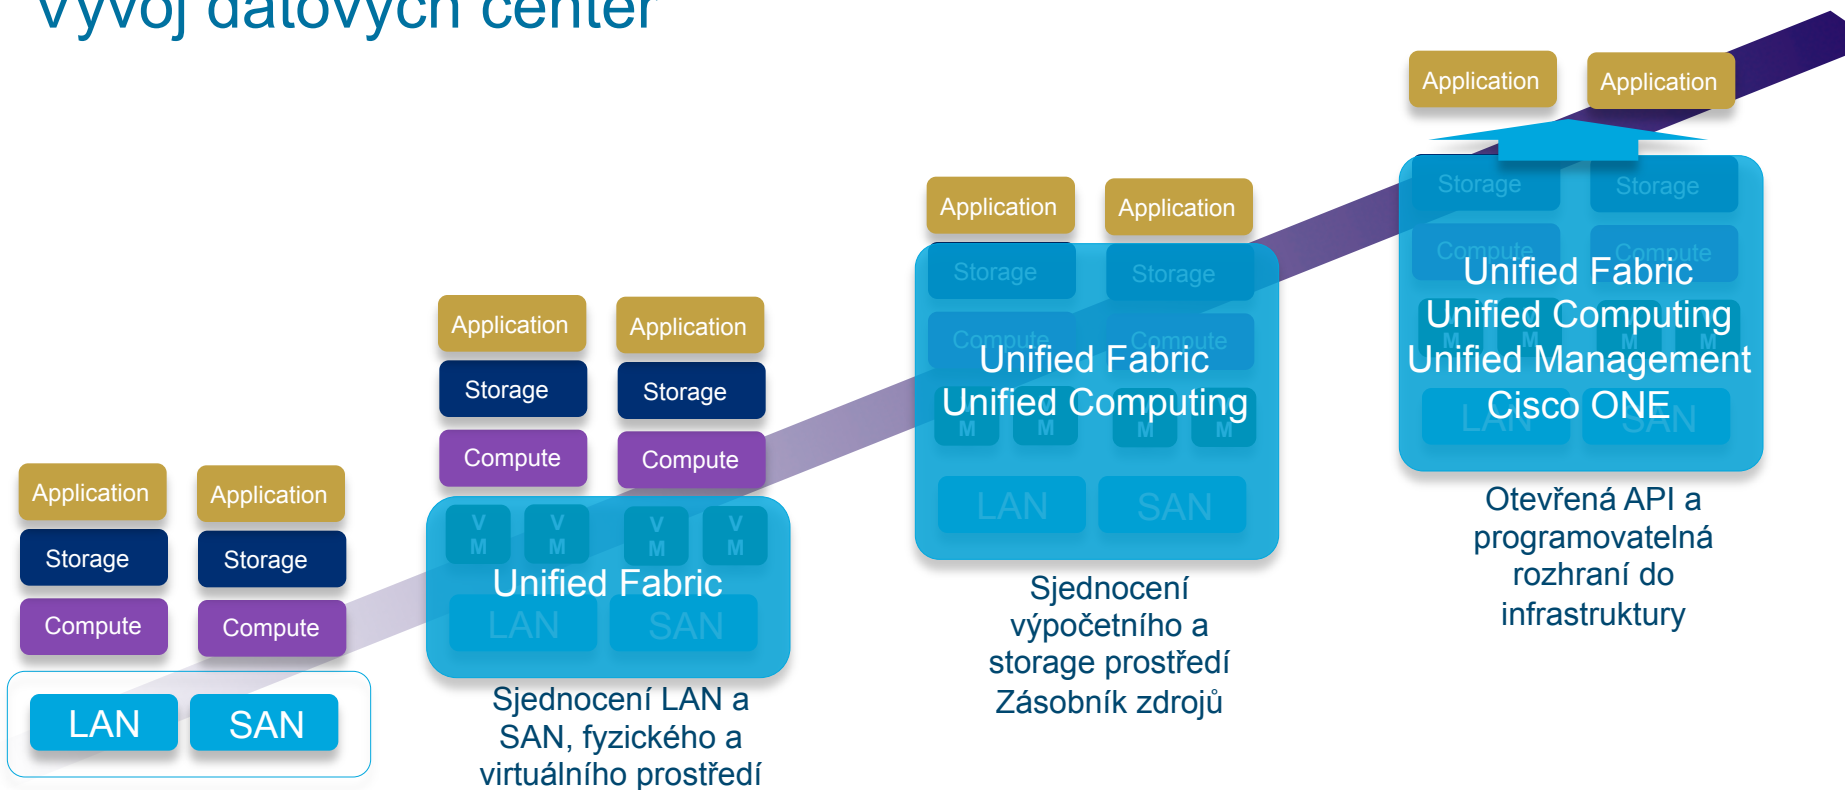 Vývoj datových center
Application
Application
Storage
Storage
Compute
Compute
LAN
SAN
Application
Application
Storage
Storage
Compute
Compute
V
M
V
M
V
M
V
M
Unified Fabric
LAN
SAN
Sjednocení LAN a
SAN, fyzického a
virtuálního prostředí
Application
Application
Storage
Storage
Compute
Compute
Unified Fabric
Unified Computing
M
M
M
M
LAN
SAN
Sjednocení
výpočetního a
storage prostředí
Zásobník zdrojů
Application
Application
Storage
Storage
Compute
Compute
Unified Fabric
Unified Computing
M
M
M
M
Unified Management
Cisco ONE
LAN
SAN
Otevřená API a
programovatelná
rozhraní do
infrastruktury